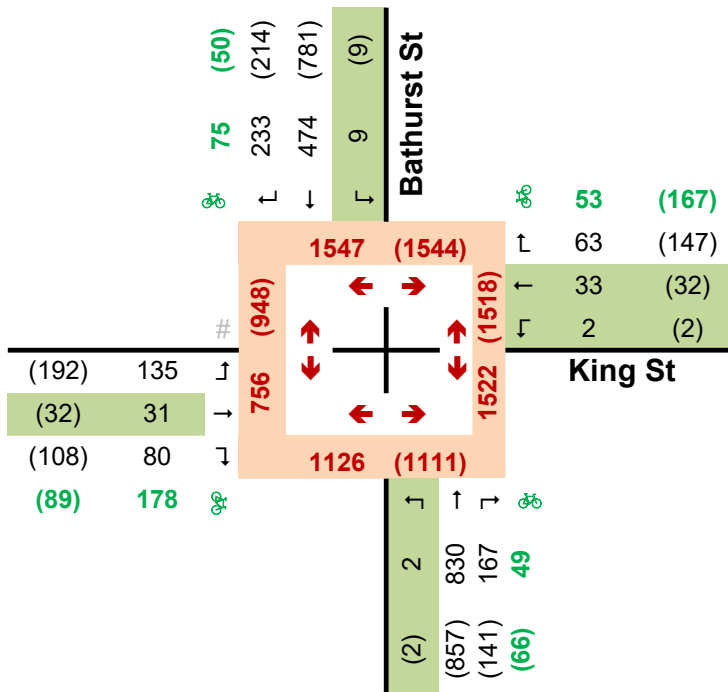 (50) (214) (781) (9)
75 233 474 9
Bathurst St
53 (167)
63 (147)
33 (32)
2 (2)
King St
1547 (1544)
(948)
756
(1518)
1522
1126 (1111)
#
(192) 135
(32) 31
(108) 80
(89) 178
2 830 167 49
(2) (857) (141) (66)